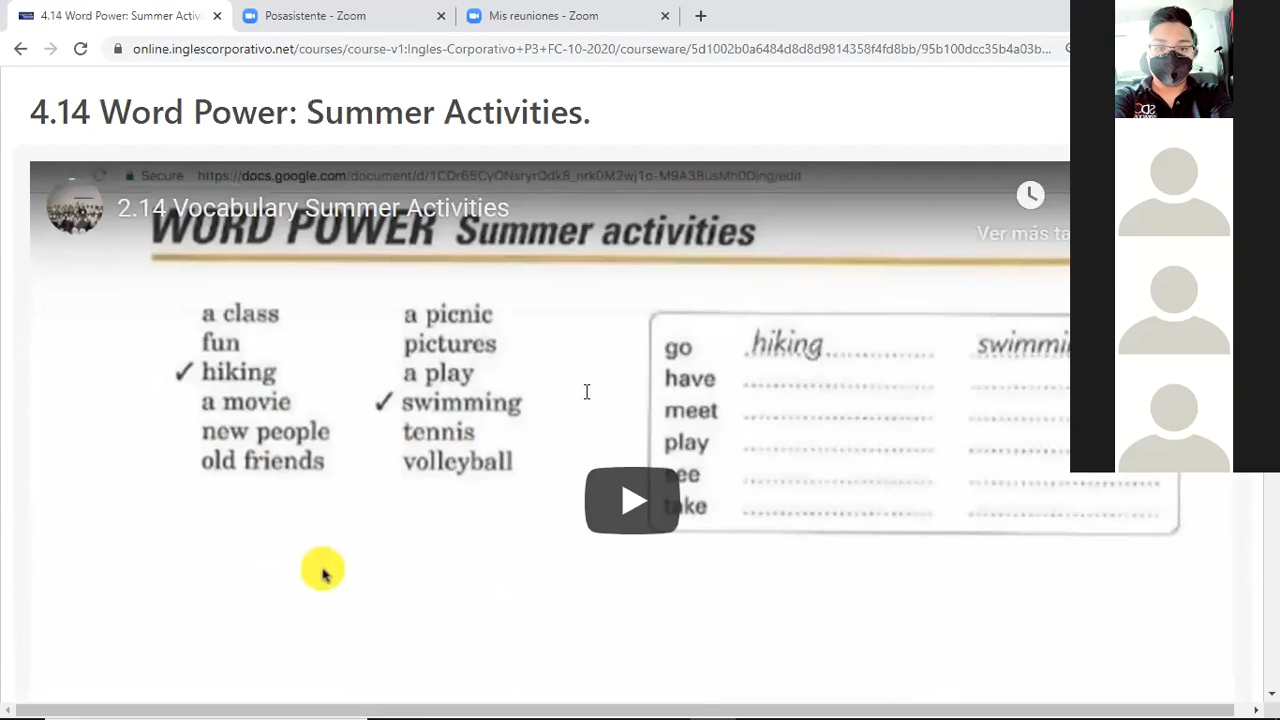 4.14 Word Power: Summer Activi
Posasistente - Zoom
Mis reuniones - Zoom
online.inglescorporativo.net/courses/course-v1:Ingles-Corporativo+P3+FC-10-2020/courseware/5d1002b0a6484d8d8d9814358f4fd8bb/95b100dcc35b4a03b...
4.14 Word Power: Summer Activities.
Secure
2.14 Vocabulary Summer Activities
WORD POWER Summer activities
Ver más ta
a class
fun
✓ hiking
a movie
new people
old friends
a picnic
pictures
a play
✓ swimming
tennis
volleyball
go hiking swimmi
have
meet
play
see
take
SDC